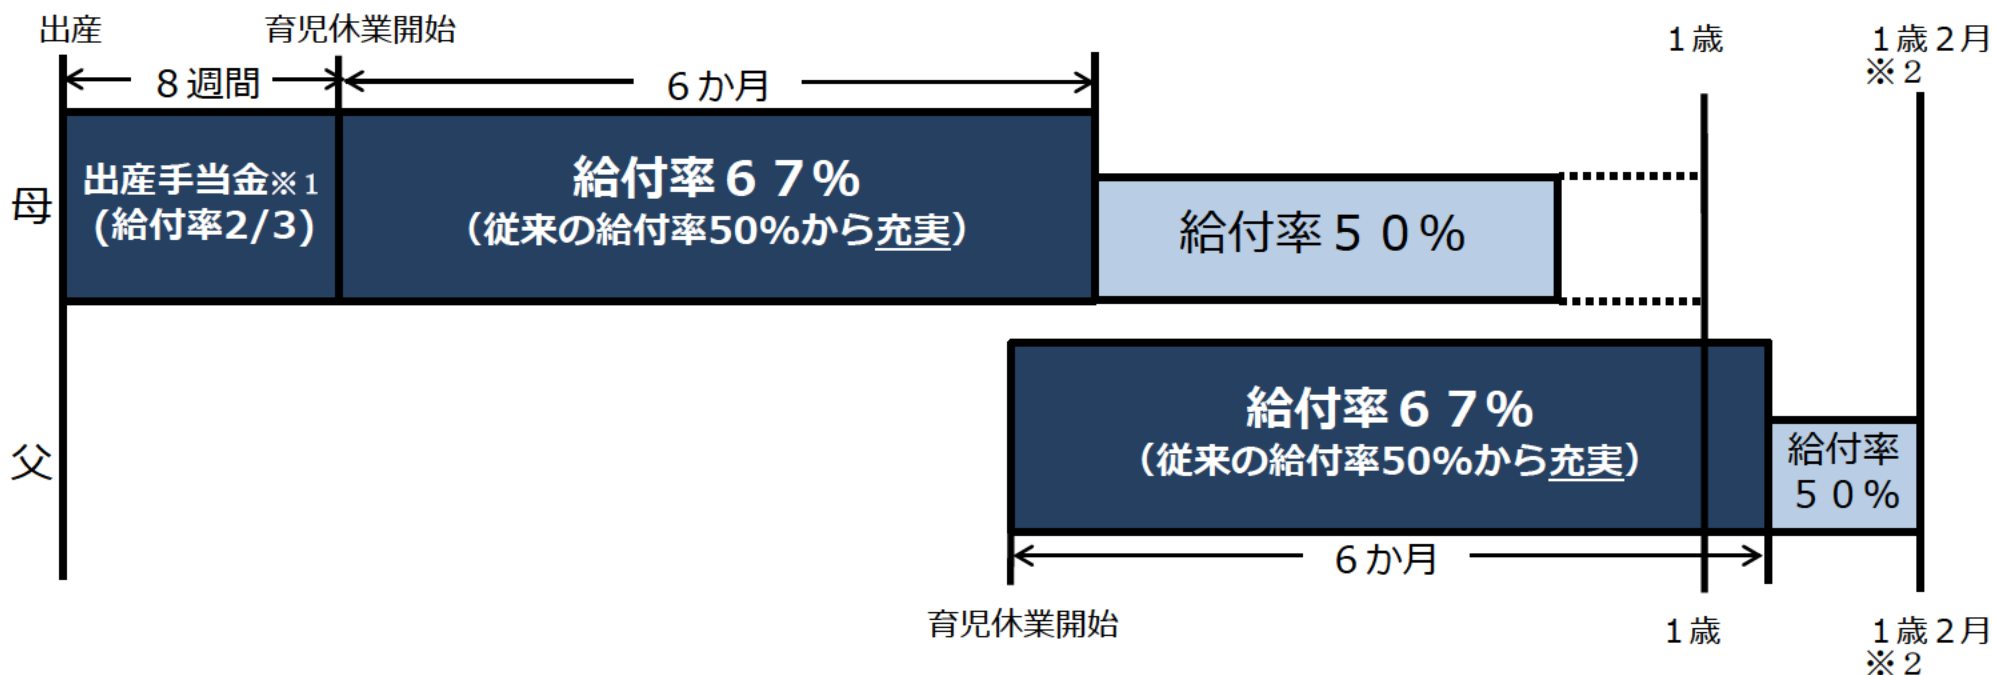 出産
育児休業開始
１歳
１歳２月
※２
８週間
６か月
母
出産手当金※１
(給付率2/3)
給付率６７%
（従来の給付率50%から充実）
給付率５０%
父
給付率６７%
（従来の給付率50%から充実）
給付率
５０%
６か月
育児休業開始
１歳
１歳２月
※２